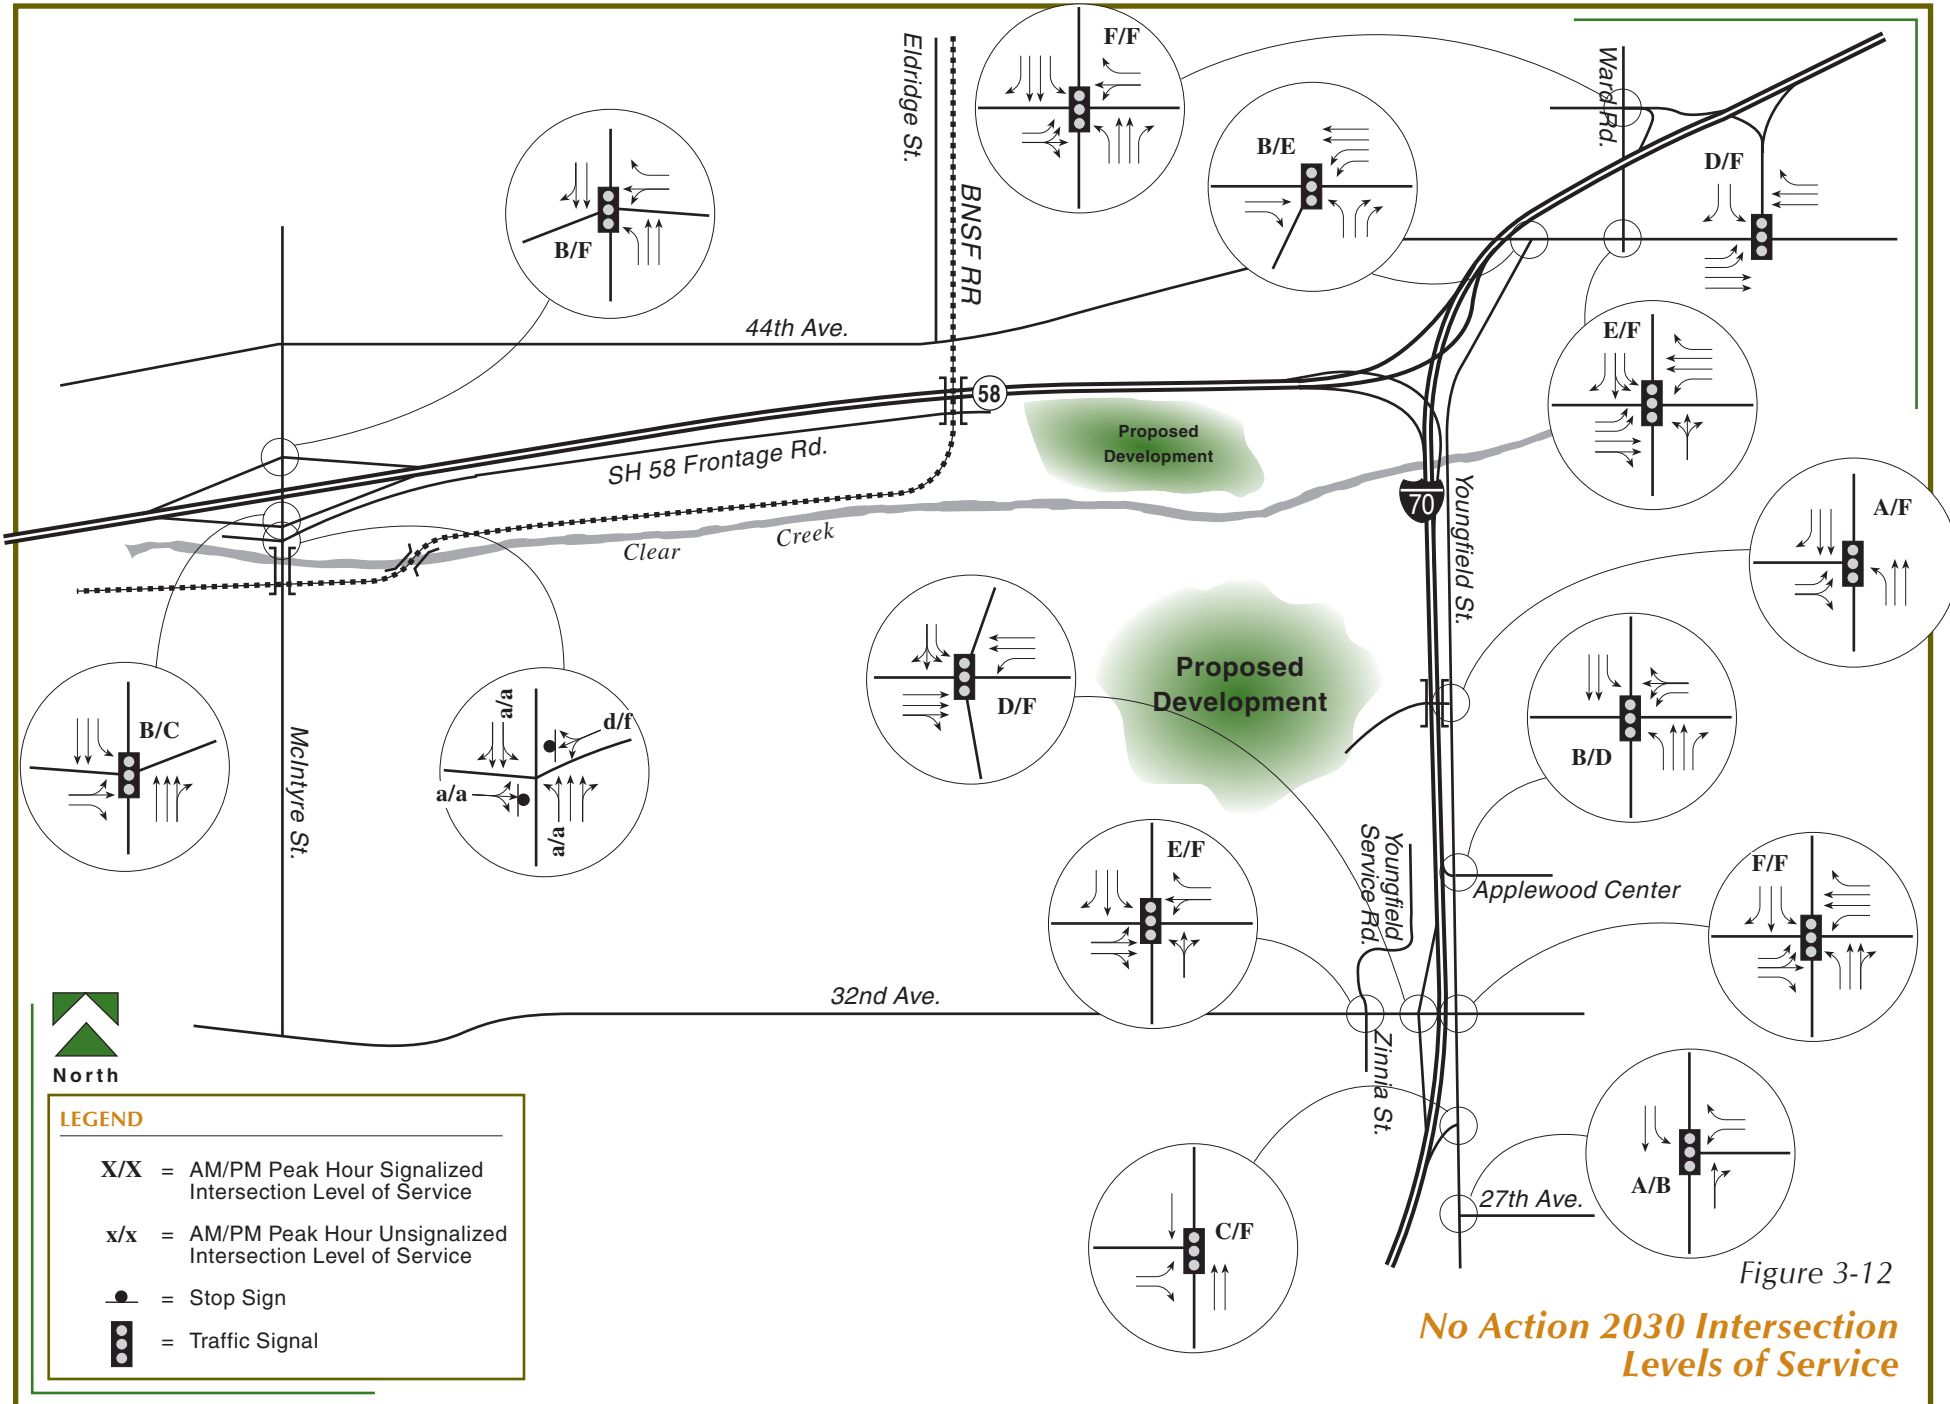 Eldridge St.
BNSF RR
F/F
Ward Rd.
B/E
D/F
B/F
44th Ave.
E/F
58
Proposed
Development
SH 58 Frontage Rd.
70
Youngfield St.
A/F
Clear
Creek
D/F
Proposed
Development
B/D
B/C
McIntyre St.
a/a
d/f
a/a
a/a
Youngfield
Service Rd.
E/F
Applewood Center
F/F
32nd Ave.
Zinnia St.
North
LEGEND
X/X = AM/PM Peak Hour Signalized
Intersection Level of Service
x/x = AM/PM Peak Hour Unsignalized
Intersection Level of Service
= Stop Sign
= Traffic Signal
C/F
27th Ave.
A/B
Figure 3-12
No Action 2030 Intersection
Levels of Service